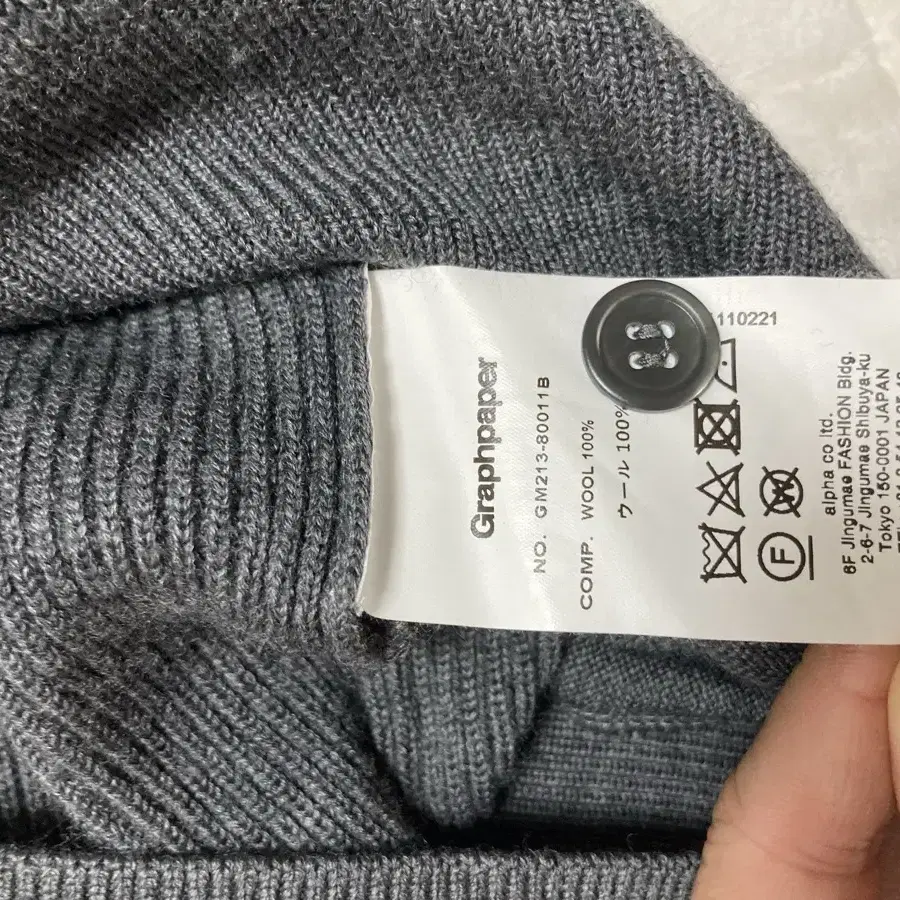 Graphpaper
NO. GM213-80011B
COMP. WOOL 100%
ウール 100%
110221
F
W
alpha co ltd.
6F Jingumae FASHION Bldg.
2-6-7 Jingumae Shibuya-ku
Tokyo 150-0001 JAPAN